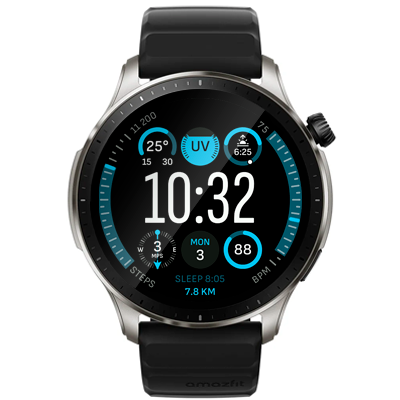 11 200
75
25°
UV
6:25
15 30
10:32
3
MPS
W
E
MON
3
88
STEPS
BPM
SLEEP 8:05
7.8 KM
amazfit